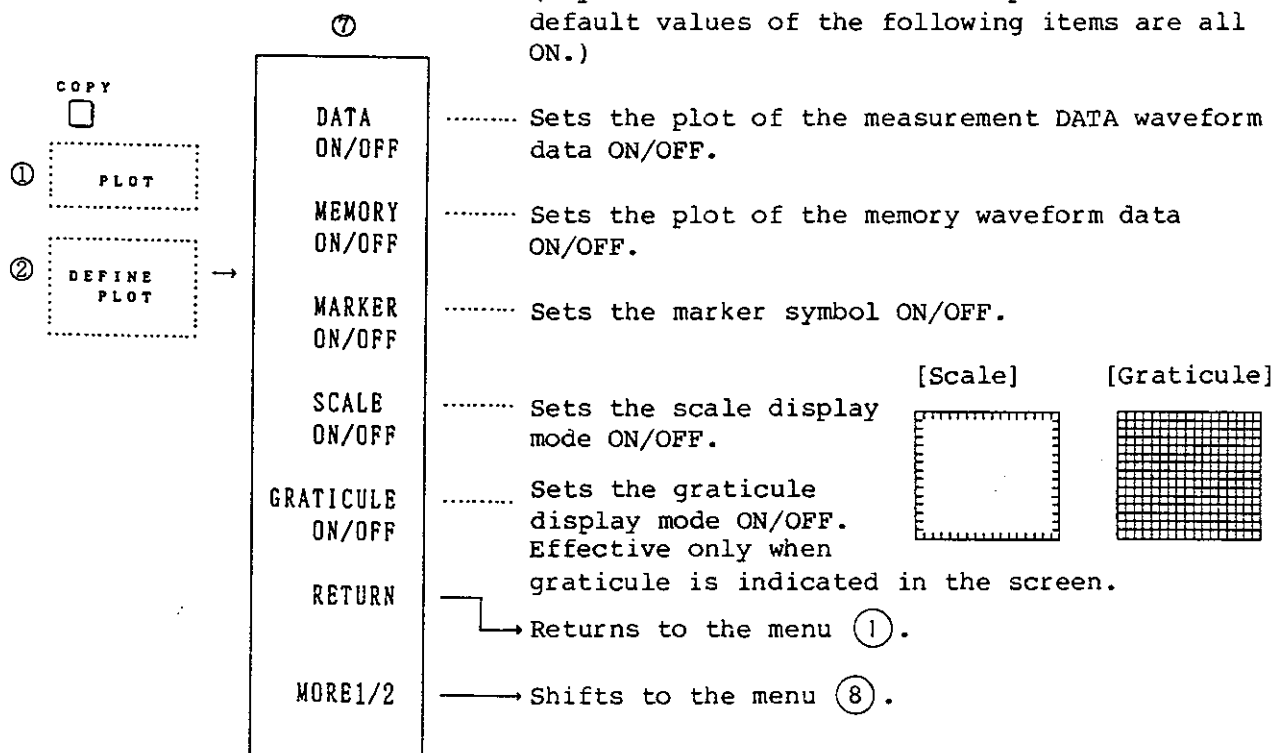 default values of the following items are all
ON.)
⑦
COPY
① PLOT
② DEFINE
PLOT
→
DATA
ON/OFF
Sets the plot of the measurement DATA waveform
data ON/OFF.
MEMORY
ON/OFF
Sets the plot of the memory waveform data
ON/OFF.
MARKER
ON/OFF
Sets the marker symbol ON/OFF.
SCALE
ON/OFF
Sets the scale display
mode ON/OFF.
[Scale] [Graticule]
GRATICULE
ON/OFF
Sets the graticule
display mode ON/OFF.
Effective only when
graticule is indicated in the screen.
RETURN
Returns to the menu ①.
MORE1/2
Shifts to the menu ⑧.